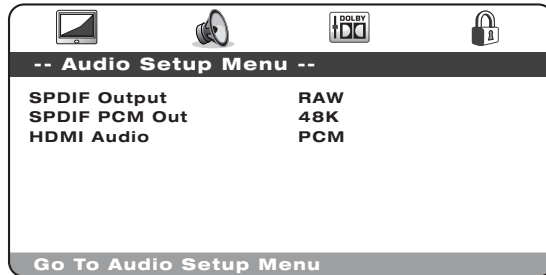 DOLBY
-- Audio Setup Menu --
SPDIF Output RAW
SPDIF PCM Out 48K
HDMI Audio PCM
Go To Audio Setup Menu